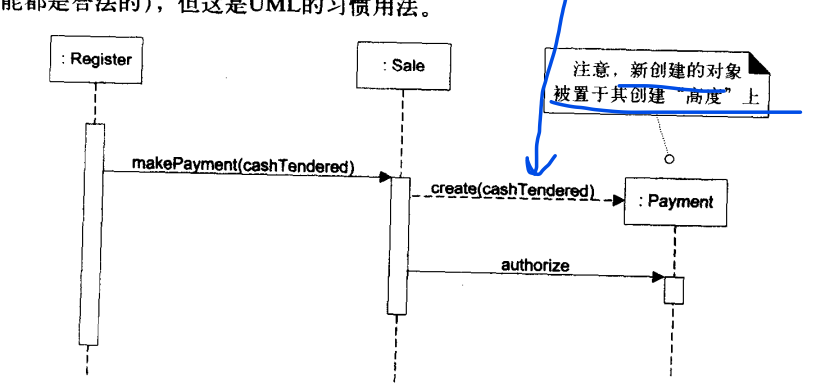 能都是合法的)，但这是UML的习惯用法。
: Register
: Sale
注意，新创建的对象
被置于其创建“高度”上
makePayment(cashTendered)
create(cashTendered)
: Payment
authorize